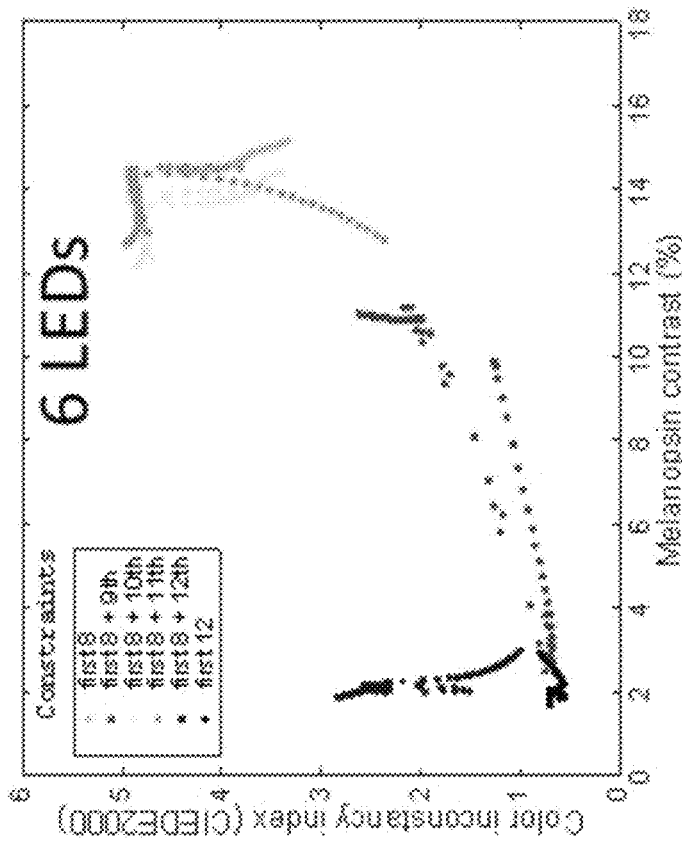 6 LEDs
Constraints
first 8
first 8 + 9th
first 8 + 10th
first 8 + 11th
first 8 + 12th
first 12
Color inconstancy index (CIEDE2000)
6
5
4
3
2
1
0
0 2 4 6 8 10 12 14 16 18
Melanopsin contrast (%)